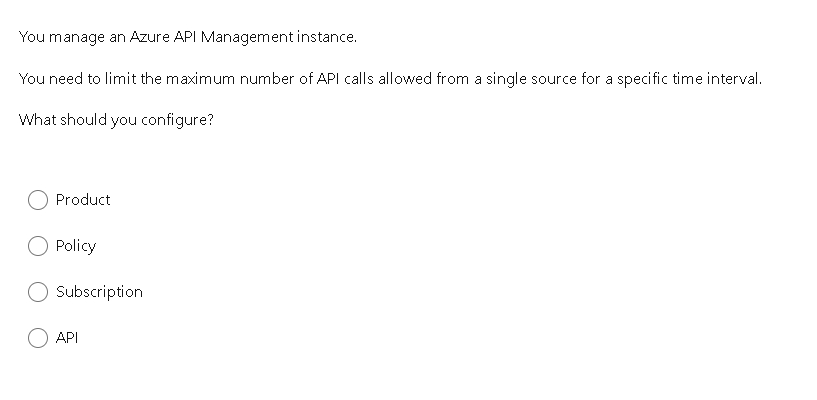 You manage an Azure API Management instance.
You need to limit the maximum number of API calls allowed from a single source for a specific time interval.
What should you configure?
Product
Policy
Subscription
API